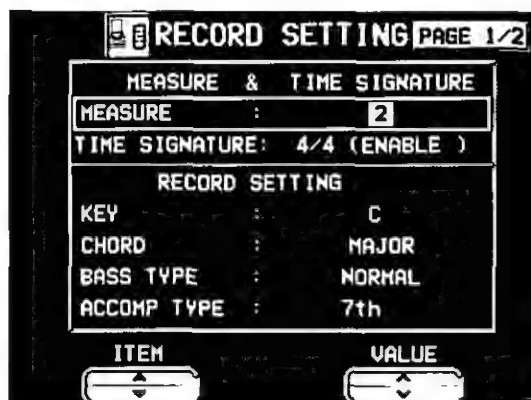 RECORD SETTING PAGE 1/2
MEASURE & TIME SIGNATURE
MEASURE : 2
TIME SIGNATURE: 4/4 (ENABLE )
RECORD SETTING
KEY : C
CHORD : MAJOR
BASS TYPE : NORMAL
ACCOMP TYPE : 7th
ITEM VALUE